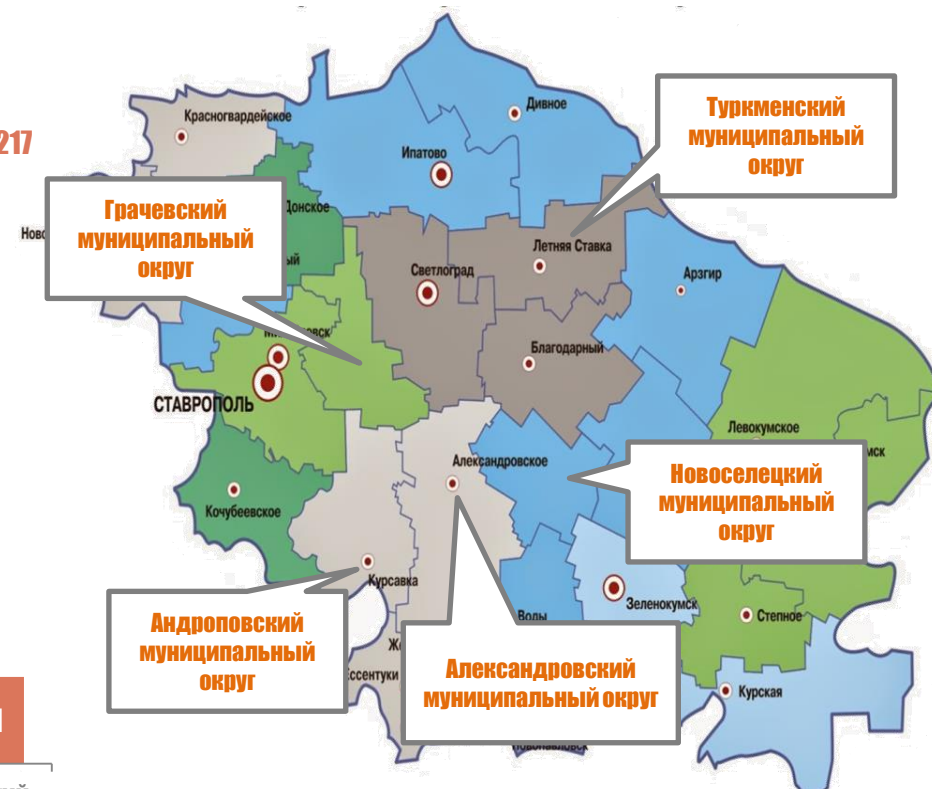 Дивное
Красногвардейское
217
Ипатово
Туркменский
муниципальный
округ
Грачевский
муниципальный
округ
Донское
Летняя Ставка
Светлоград
Арзгир
Благодарный
СТАВРОПОЛЬ
Левокумское
Александровское
Новоселецкий
муниципальный
округ
Кочубеевское
Курсавка
Зеленокумск
Воды
Степное
Андроповский
муниципальный
округ
Александровский
муниципальный округ
Ессентуки
Курская